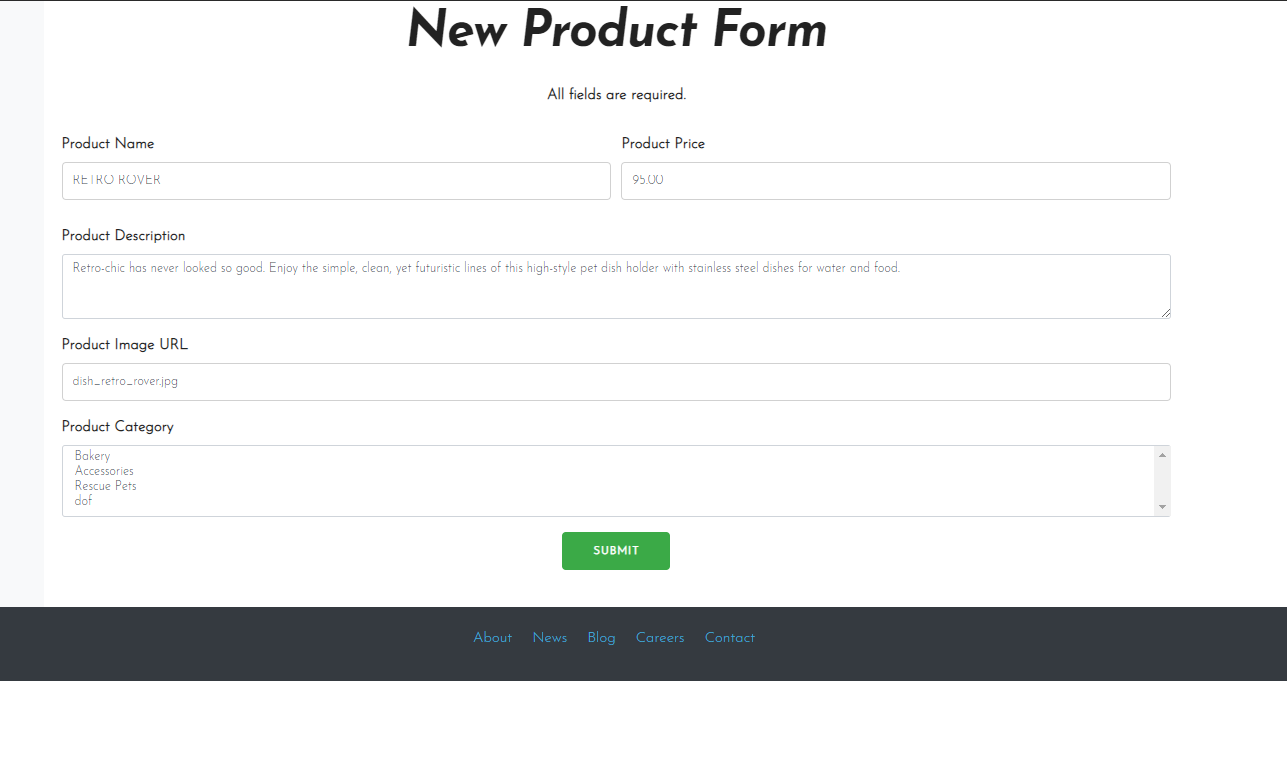 New Product Form
All fields are required.
Product Name
Product Price
RETRO ROVER
95.00
Product Description
Retro-chic has never looked so good. Enjoy the simple, clean, yet futuristic lines of this high-style pet dish holder with stainless steel dishes for water and food.
Product Image URL
dish_retro_rover.jpg
Product Category
Bakery
Accessories
Rescue Pets
dof
SUBMIT
About News Blog Careers Contact